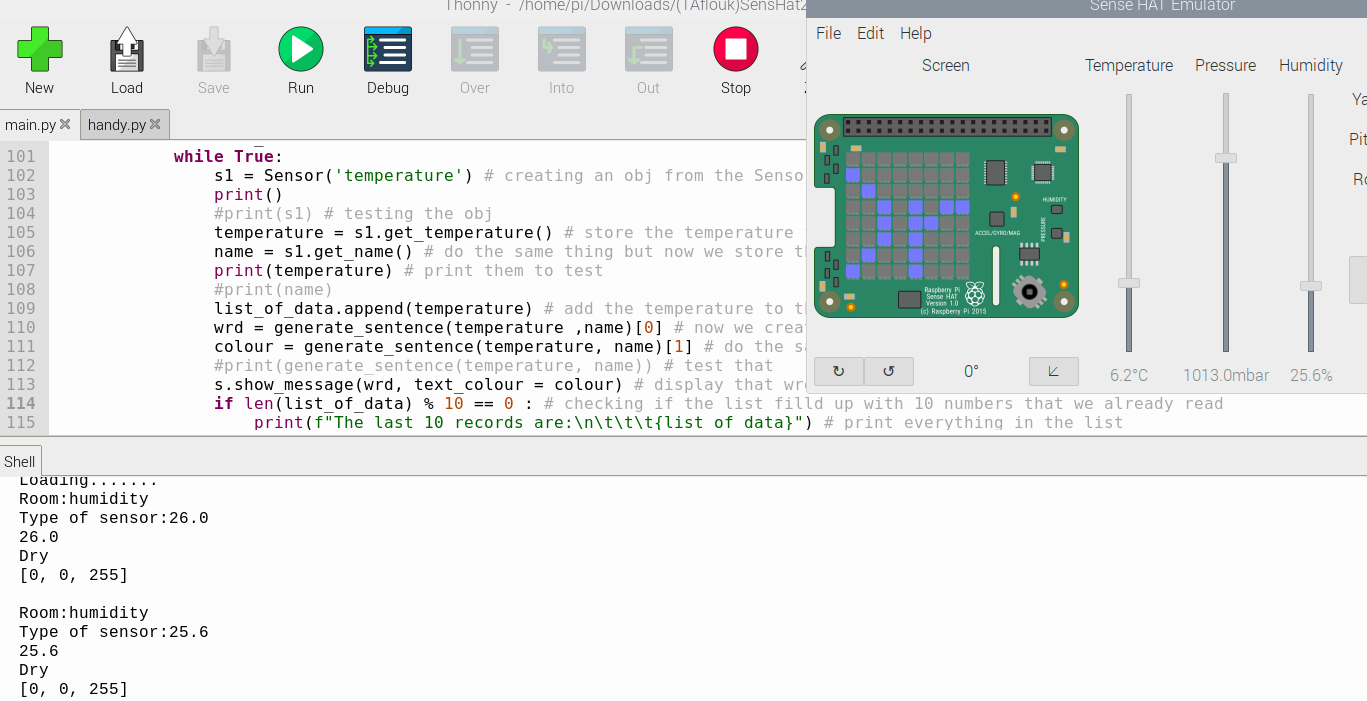 Thonny - /home/pi/Downloads/(TAflouk)SensHat2
Sense HAT Emulator
File Edit Help
New Load Save Run Debug Over Into Out Stop
Screen Temperature Pressure Humidity
main.py handy.py
101 while True:
102 s1 = Sensor('temperature') # creating an obj from the Senso
103 print()
104 #print(s1) # testing the obj
105 temperature = s1.get_temperature() # store the temperature
106 name = s1.get_name() # do the same thing but now we store th
107 print(temperature) # print them to test
108 #print(name)
109 list_of_data.append(temperature) # add the temperature to th
110 wrd = generate_sentence(temperature ,name)[0] # now we crea
111 colour = generate_sentence(temperature, name)[1] # do the sa
112 #print(generate_sentence(temperature, name)) # test that
113 s.show_message(wrd, text_colour = colour) # display that wr
114 if len(list_of_data) % 10 == 0 : # checking if the list filld up with 10 numbers that we already read
115 print(f"The last 10 records are:\n\t\t\t{list of data}") # print everything in the list
HUMIDITY
PRESSURE
ACCEL/GYRO/MAG
Raspberry Pi
Sense HAT
Version 1.0
(c) Raspberry Pi 2015
Ya
Pit
Ro
↻ ↺ 0°
6.2°C 1013.0mbar 25.6%
Shell
Loading.......
Room:humidity
Type of sensor:26.0
26.0
Dry
[0, 0, 255]
Room:humidity
Type of sensor:25.6
25.6
Dry
[0, 0, 255]